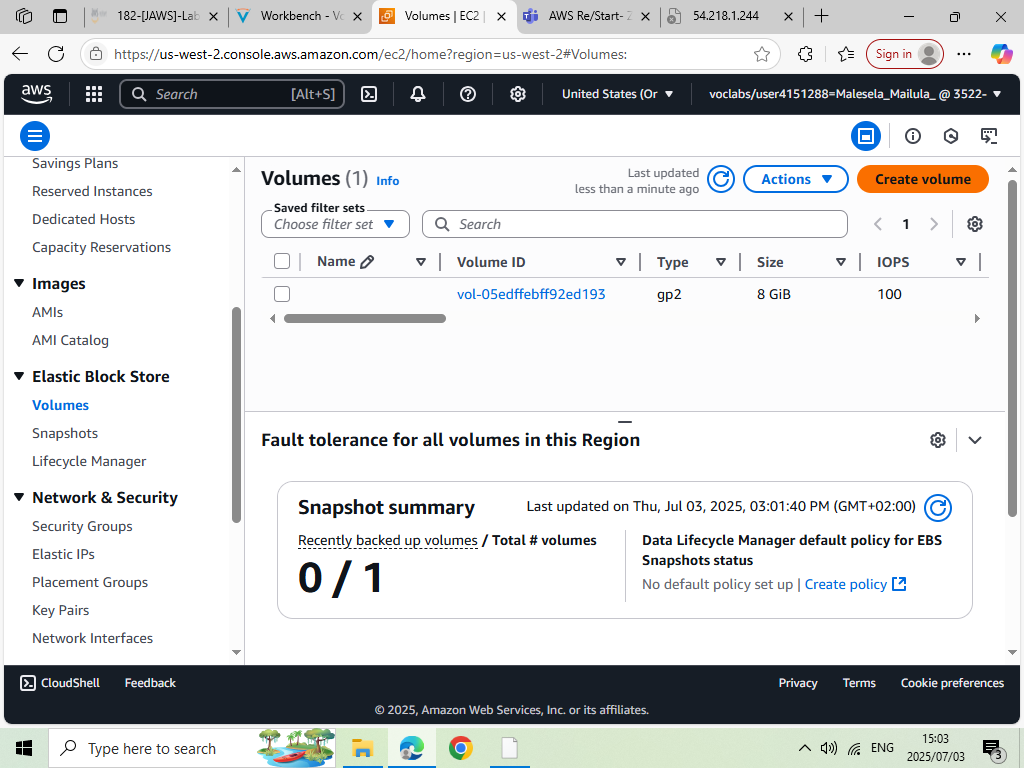 182-[JAWS]-Lab
Workbench - Vo
Volumes | EC2 |
AWS Re/Start- 2
54.218.1.244
https://us-west-2.console.aws.amazon.com/ec2/home?region=us-west-2#Volumes:
Sign in
aws
Search
[Alt+S]
United States (Or
voclabs/user4151288=Malesela_Mailula_ @ 3522-
Savings Plans
Reserved Instances
Dedicated Hosts
Capacity Reservations
Images
AMIs
AMI Catalog
Elastic Block Store
Volumes
Snapshots
Lifecycle Manager
Network & Security
Security Groups
Elastic IPs
Placement Groups
Key Pairs
Network Interfaces
Volumes (1) Info
Last updated
less than a minute ago
Actions
Create volume
Saved filter sets
Choose filter set
Search
1
Name
Volume ID
Type
Size
IOPS
vol-05edffebff92ed193
gp2
8 GiB
100
Fault tolerance for all volumes in this Region
Snapshot summary
Last updated on Thu, Jul 03, 2025, 03:01:40 PM (GMT+02:00)
Recently backed up volumes / Total # volumes
0 / 1
Data Lifecycle Manager default policy for EBS
Snapshots status
No default policy set up | Create policy
CloudShell
Feedback
Privacy
Terms
Cookie preferences
© 2025, Amazon Web Services, Inc. or its affiliates.
Type here to search
ENG
15:03
2025/07/03
3